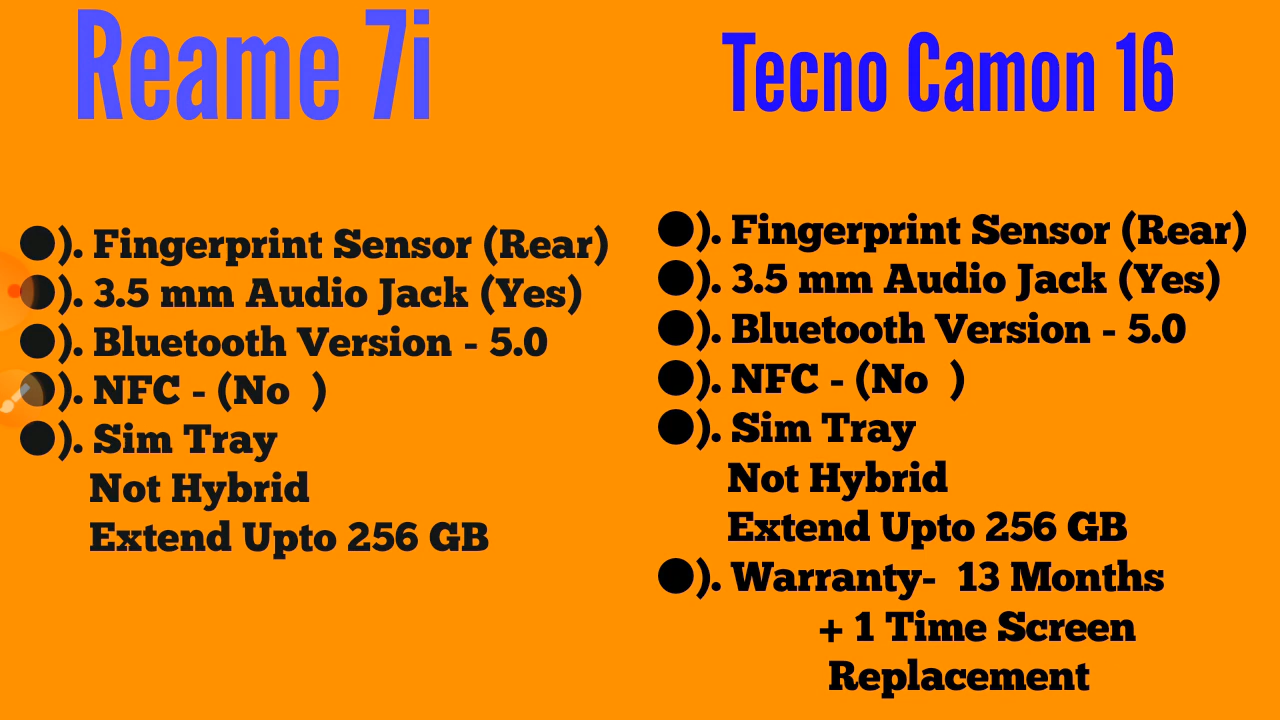 Reame 7i
●). Fingerprint Sensor (Rear)
●). 3.5 mm Audio Jack (Yes)
●). Bluetooth Version - 5.0
●). NFC - (No  )
●). Sim Tray
Not Hybrid
Extend Upto 256 GB
Tecno Camon 16
●). Fingerprint Sensor (Rear)
●). 3.5 mm Audio Jack (Yes)
●). Bluetooth Version - 5.0
●). NFC - (No  )
●). Sim Tray
Not Hybrid
Extend Upto 256 GB
●). Warranty-  13 Months
+ 1 Time Screen
Replacement